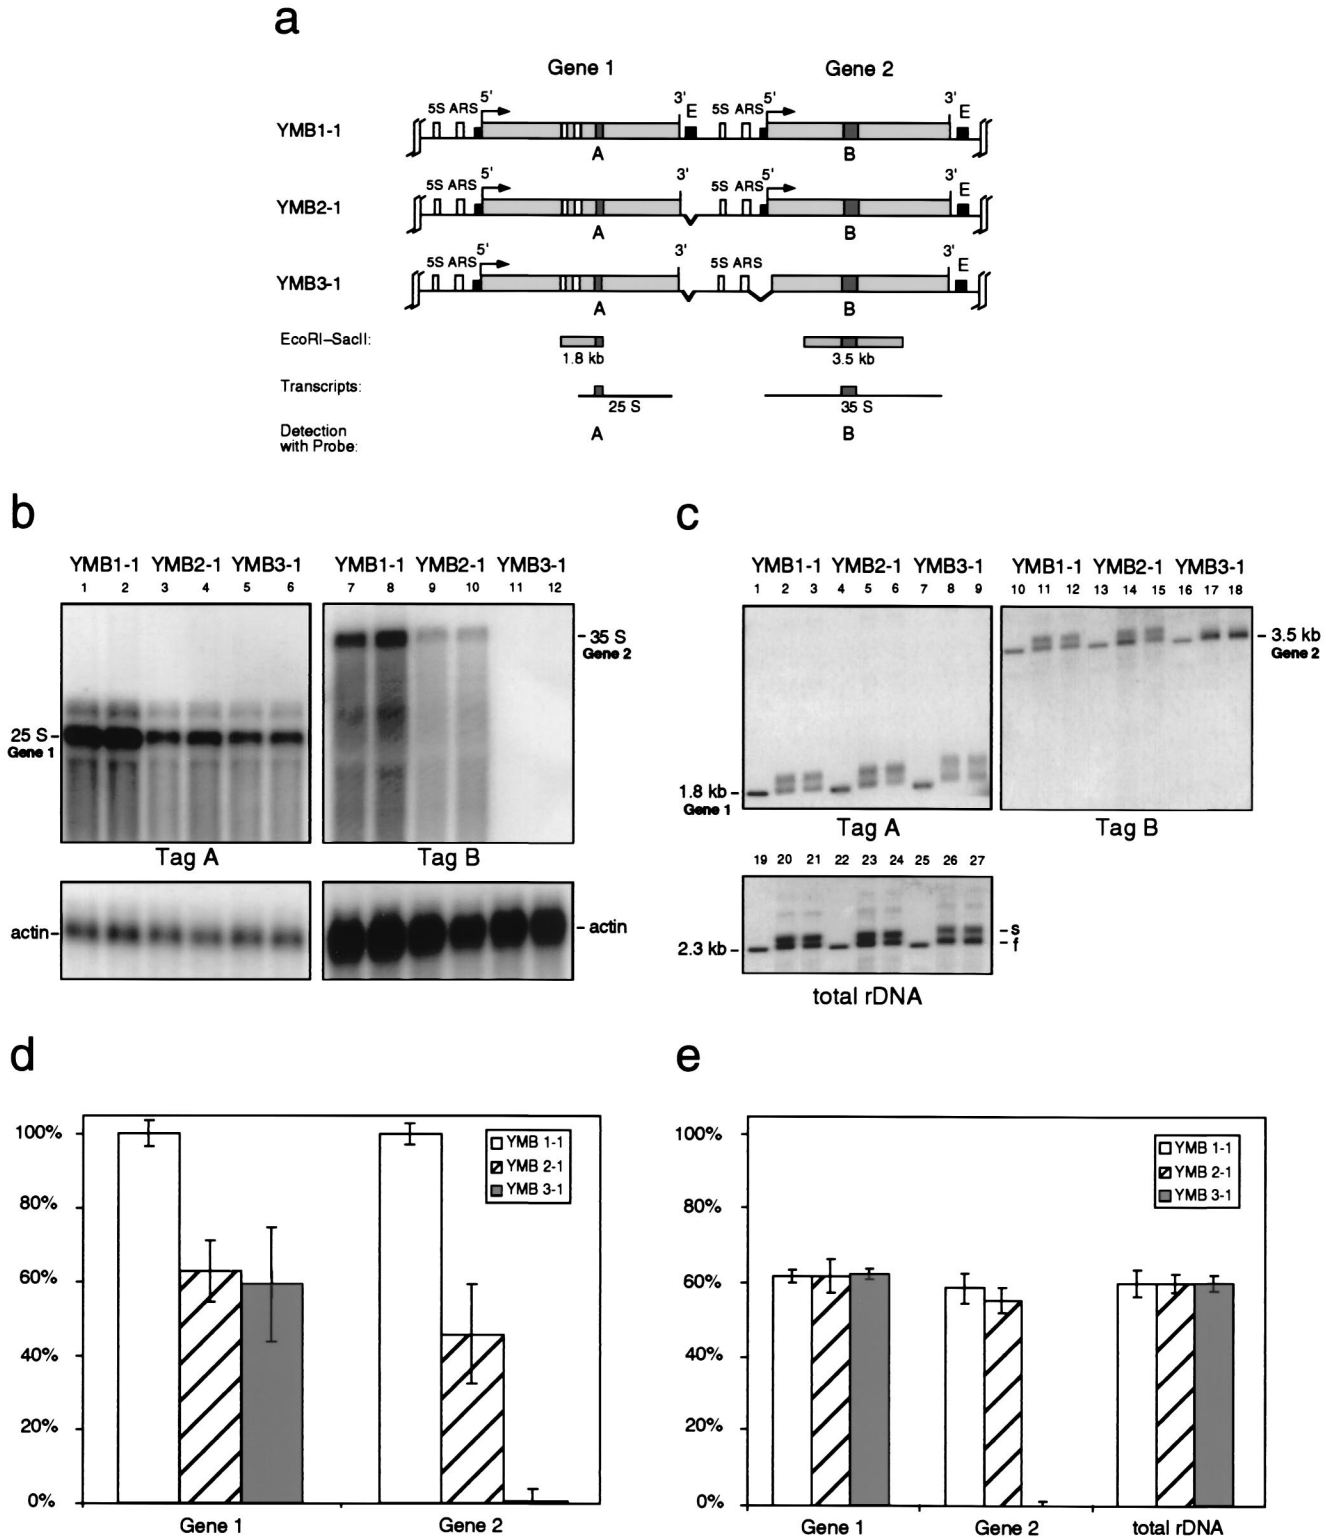 a
Gene 1 Gene 2
YMB1-1 5S ARS 5' 3' E 5S ARS 5' 3' E
A B
YMB2-1 5S ARS 5' 3' 5S ARS 5' 3' E
A B
YMB3-1 5S ARS 5' 3' 5S ARS 3' E
A B
EcoRI–SacII: 1.8 kb 3.5 kb
Transcripts: 25 S 35 S
Detection
with Probe: A B
b
YMB1-1 YMB2-1 YMB3-1 YMB1-1 YMB2-1 YMB3-1
1 2 3 4 5 6 7 8 9 10 11 12
35 S
Gene 2
25 S
Gene 1
Tag A Tag B
actin actin
c
YMB1-1 YMB2-1 YMB3-1 YMB1-1 YMB2-1 YMB3-1
1 2 3 4 5 6 7 8 9 10 11 12 13 14 15 16 17 18
3.5 kb
Gene 2
1.8 kb
Gene 1
Tag A Tag B
19 20 21 22 23 24 25 26 27
s
2.3 kb f
total rDNA
d
100%
80%
60%
40%
20%
0%
YMB 1-1
YMB 2-1
YMB 3-1
Gene 1 Gene 2
e
100%
80%
60%
40%
20%
0%
YMB 1-1
YMB 2-1
YMB 3-1
Gene 1 Gene 2 total rDNA